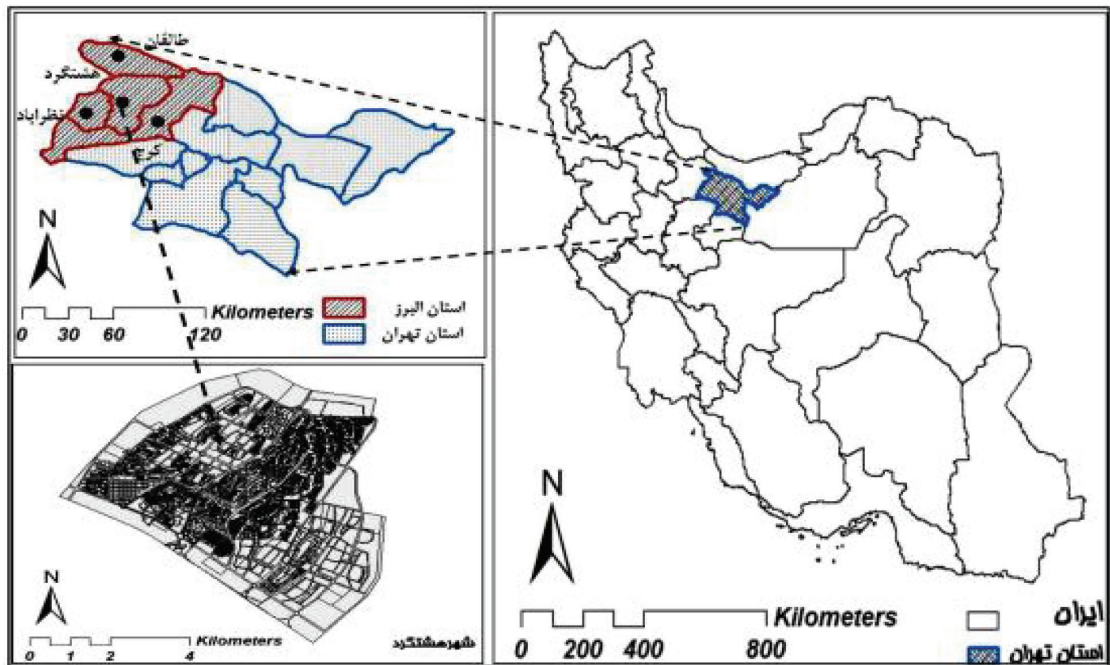 طالقان
هشتگرد
نظراباد
کرج
N
Kilometers
0 30 60 120
استان البرز
استان تهران
N
Kilometers
0 1 2 4
شهرهشتگرد
N
Kilometers
0 200 400 800
ایران
استان تهران